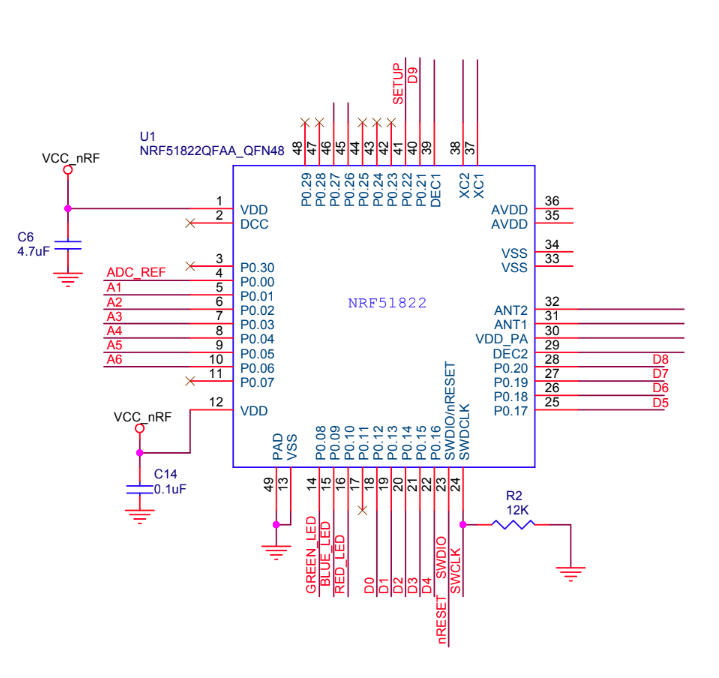 SETUP
D9
48
47
46
45
44
43
42
41
40
39
38
37
U1
NRF51822QFAA_QFN48
P0.29
P0.28
P0.27
P0.26
P0.25
P0.24
P0.23
P0.22
P0.21
DEC1
XC2
XC1
VCC_nRF
1 VDD
2 DCC
C6
4.7uF
3 P0.30
ADC_REF 4 P0.00
A1 5 P0.01
A2 6 P0.02
A3 7 P0.03
A4 8 P0.04
A5 9 P0.05
A6 10 P0.06
11 P0.07
12 VDD
NRF51822
AVDD 36
AVDD 35
VSS 34
VSS 33
ANT2 32
ANT1 31
VDD_PA 30
DEC2 29
P0.20 28 D8
P0.19 27 D7
P0.18 26 D6
P0.17 25 D5
VCC_nRF
C14
0.1uF
PAD
VSS
P0.08
P0.09
P0.10
P0.11
P0.12
P0.13
P0.14
P0.15
P0.16
SWDIO/nRESET
SWDCLK
49
13
14
15
16
17
18
19
20
21
22
23
24
GREEN_LED
BLUE_LED
RED_LED
D0
D1
D2
D3
D4
nRESET
SWDIO
SWCLK
R2
12K